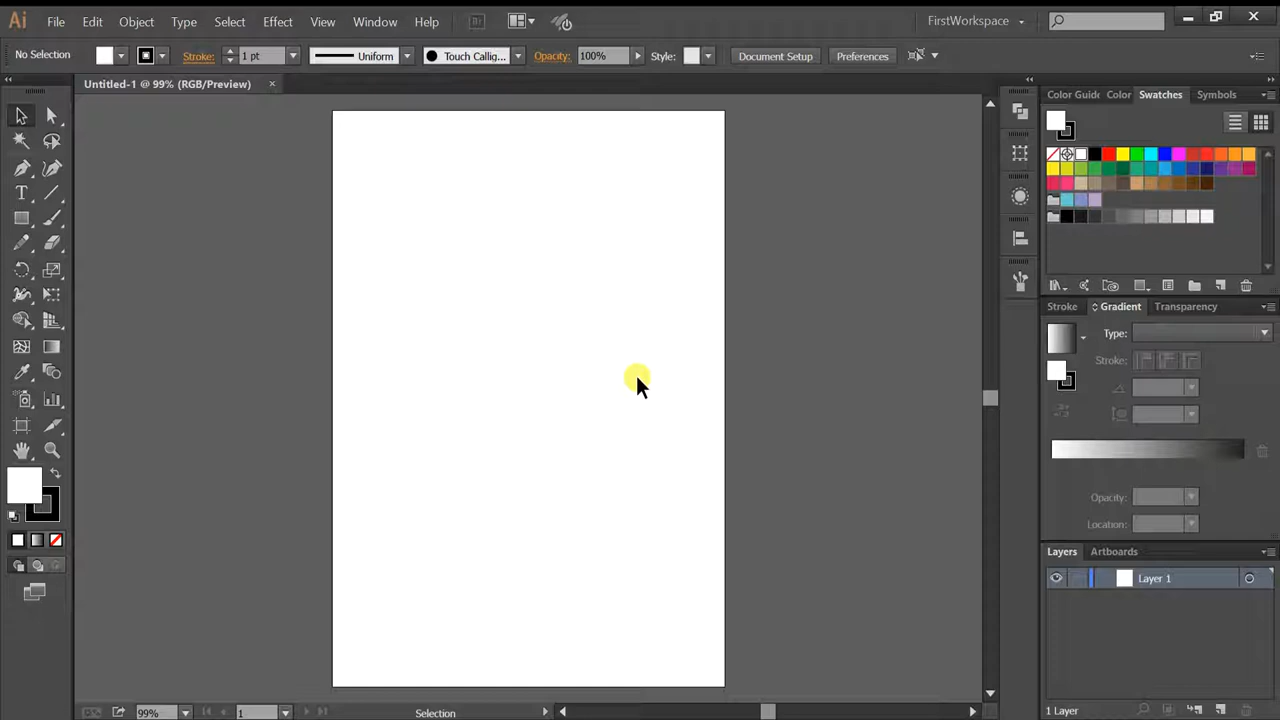 Ai File Edit Object Type Select Effect View Window Help Br FirstWorkspace
No Selection Stroke: 1 pt Uniform Touch Callig... Opacity: 100% Style: Document Setup Preferences
Untitled-1 @ 99% (RGB/Preview)
Color Guide Color Swatches Symbols
Stroke Gradient Transparency
Type:
Stroke:
Opacity:
Location:
Layers Artboards
Layer 1
1 Layer
99% 1 Selection